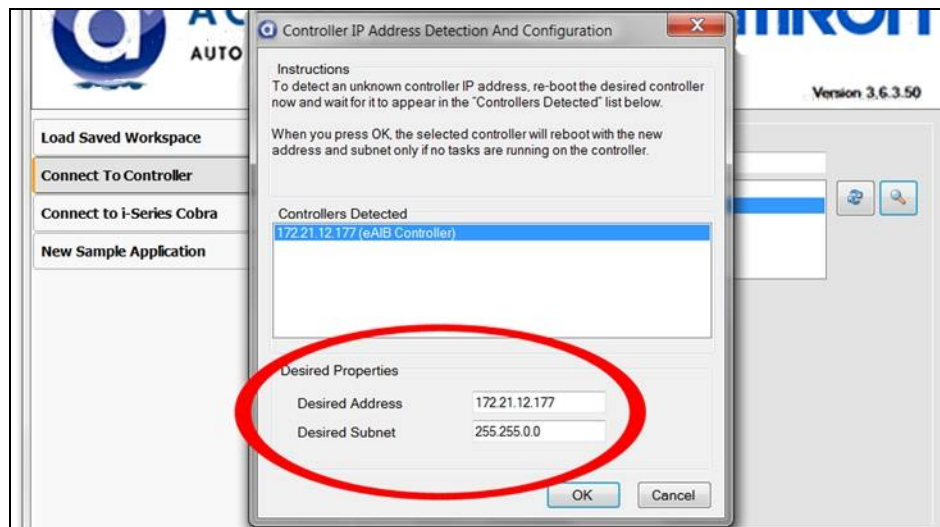 AUTO
Version 3.6.3.50
Load Saved Workspace
Connect To Controller
Connect to i-Series Cobra
New Sample Application
Controller IP Address Detection And Configuration
Instructions
To detect an unknown controller IP address, re-boot the desired controller
now and wait for it to appear in the "Controllers Detected" list below.
When you press OK, the selected controller will reboot with the new
address and subnet only if no tasks are running on the controller.
Controllers Detected
172.21.12.177 (eAIB Controller)
Desired Properties
Desired Address 172.21.12.177
Desired Subnet 255.255.0.0
OK Cancel